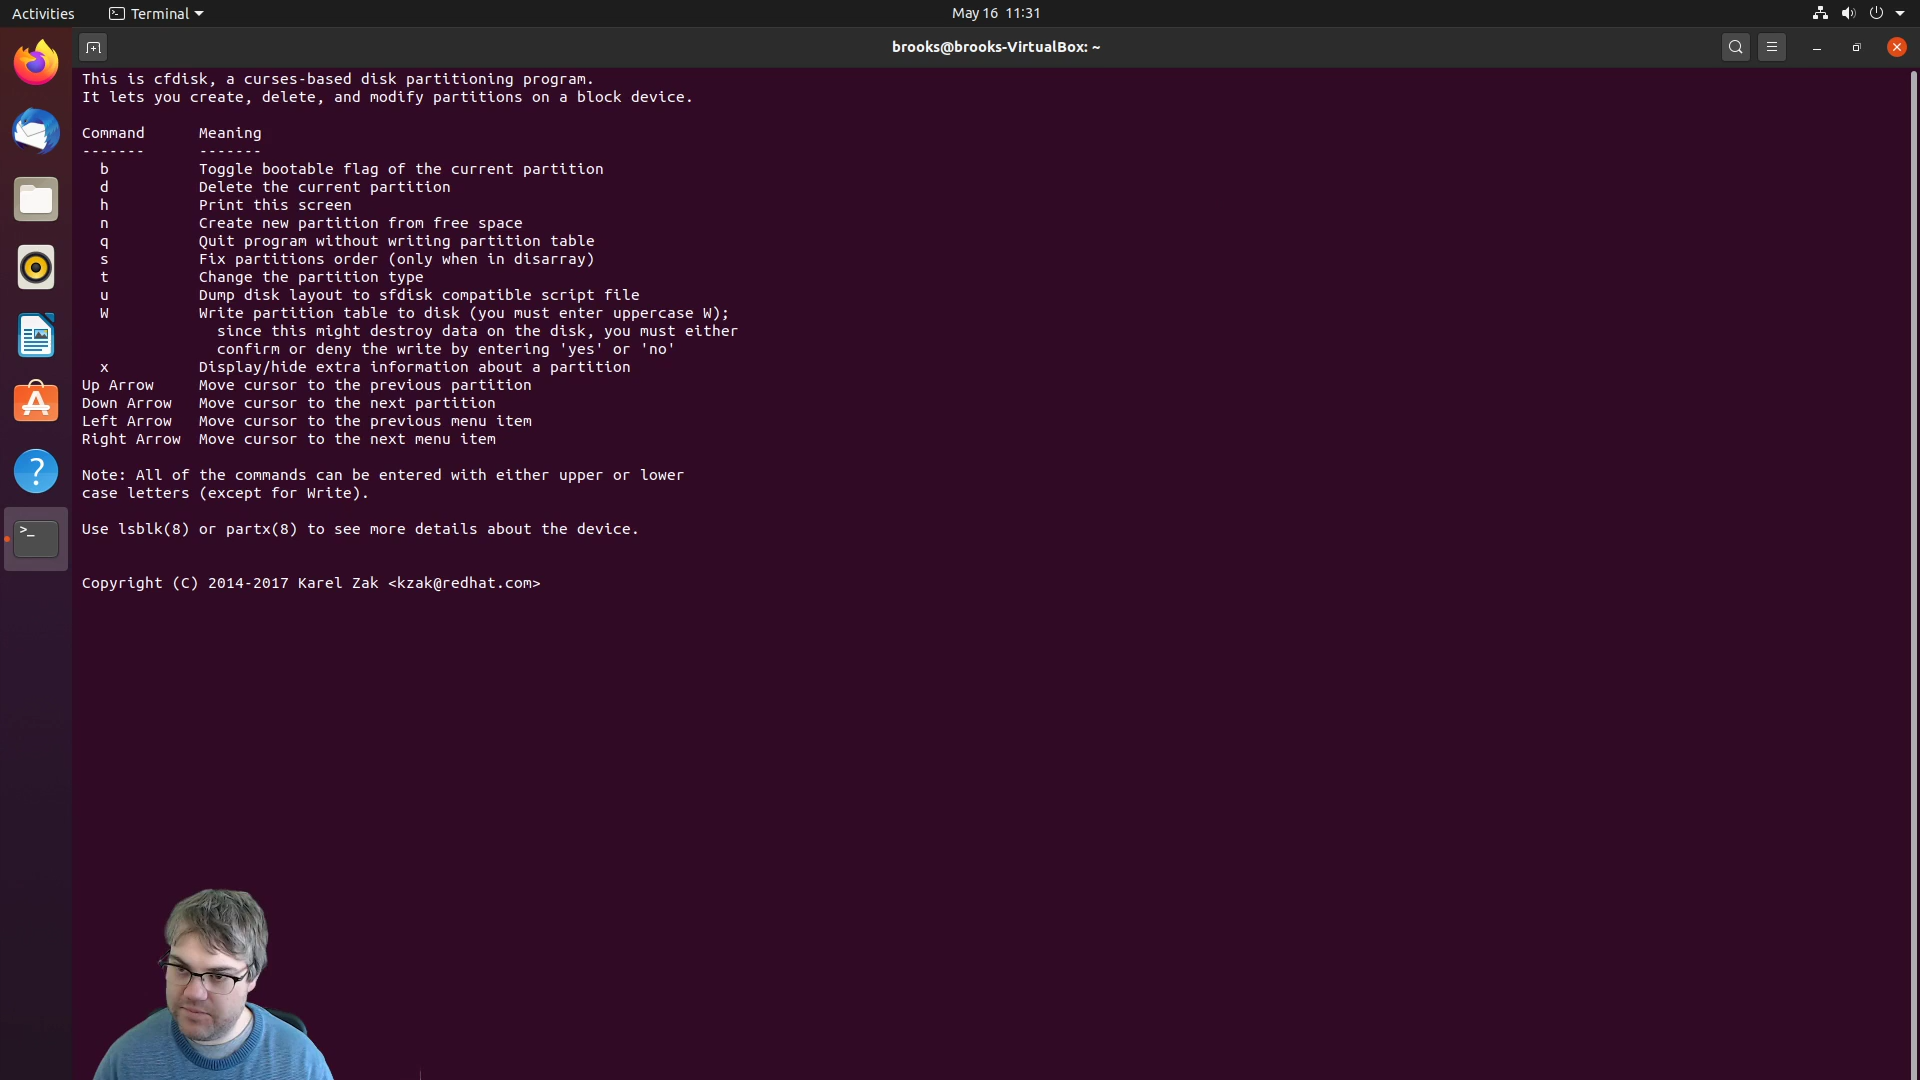 Activities
Terminal
May 16 11:31
brooks@brooks-VirtualBox: ~
This is cfdisk, a curses-based disk partitioning program.
It lets you create, delete, and modify partitions on a block device.
Command      Meaning
-------      -------
  b          Toggle bootable flag of the current partition
  d          Delete the current partition
  h          Print this screen
  n          Create new partition from free space
  q          Quit program without writing partition table
  s          Fix partitions order (only when in disarray)
  t          Change the partition type
  u          Dump disk layout to sfdisk compatible script file
  W          Write partition table to disk (you must enter uppercase W);
               since this might destroy data on the disk, you must either
               confirm or deny the write by entering 'yes' or 'no'
  x          Display/hide extra information about a partition
Up Arrow     Move cursor to the previous partition
Down Arrow   Move cursor to the next partition
Left Arrow   Move cursor to the previous menu item
Right Arrow  Move cursor to the next menu item
Note: All of the commands can be entered with either upper or lower
case letters (except for Write).
Use lsblk(8) or partx(8) to see more details about the device.
Copyright (C) 2014-2017 Karel Zak <kzak@redhat.com>